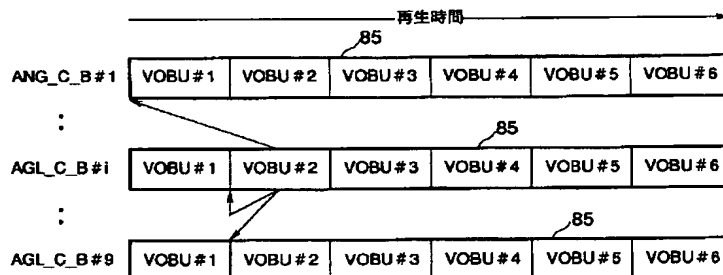 再生時間
85
ANG_C_B#1 VOBU#1 VOBU#2 VOBU#3 VOBU#4 VOBU#5 VOBU#6
:
85
AGL_C_B#i VOBU#1 VOBU#2 VOBU#3 VOBU#4 VOBU#5 VOBU#6
:
85
AGL_C_B#9 VOBU#1 VOBU#2 VOBU#3 VOBU#4 VOBU#5 VOBU#6